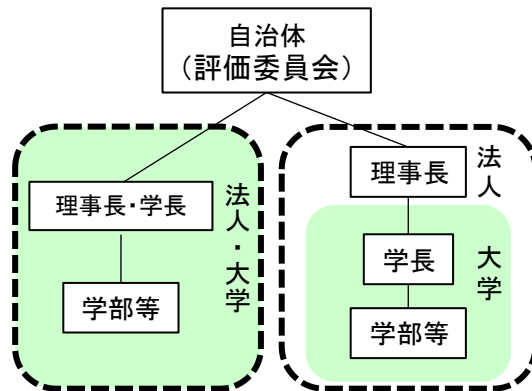 自治体
（評価委員会）
理事長・学長
学部等
法人・大学
理事長
法人
学長
大学
学部等